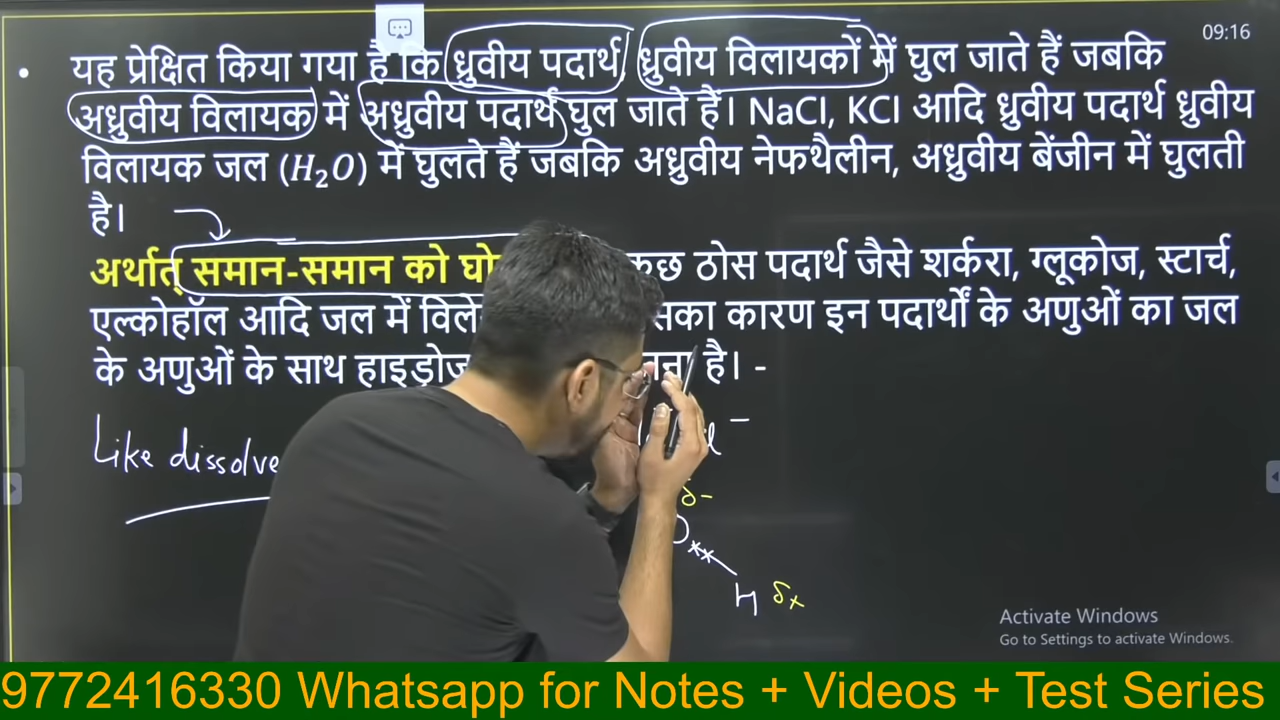 09:16
यह प्रेक्षित किया गया है कि ध्रुवीय पदार्थ, ध्रुवीय विलायकों में घुल जाते हैं जबकि
अध्रुवीय विलायक में अध्रुवीय पदार्थ घुल जाते हैं। NaCl, KCl आदि ध्रुवीय पदार्थ ध्रुवीय
विलायक जल (H₂O) में घुलते हैं जबकि अध्रुवीय नेफथैलीन, अध्रुवीय बेंजीन में घुलती
है।
अर्थात् समान-समान को कुछ ठोस पदार्थ जैसे शर्करा, ग्लूकोज, स्टार्च,
एल्कोहॉल आदि जल में कारण इन पदार्थों के अणुओं का जल
के अणुओं के साथ है। -
Like dissolve
δ-
O
H δ+
Activate Windows
Go to Settings to activate Windows.
9772416330 Whatsapp for Notes + Videos + Test Series